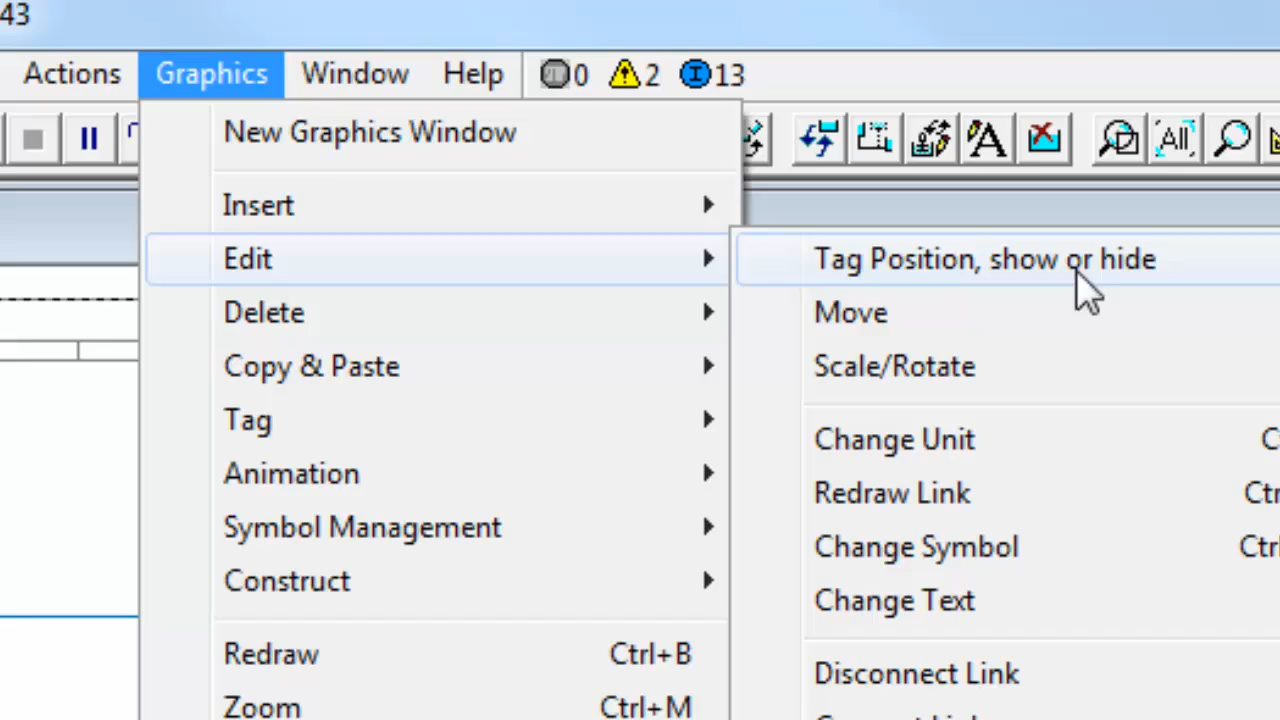 43
Actions Graphics Window Help 0 2 13
All
New Graphics Window
Insert
Edit
Delete
Copy & Paste
Tag
Animation
Symbol Management
Construct
Redraw Ctrl+B
Zoom Ctrl+M
Tag Position, show or hide
Move
Scale/Rotate
Change Unit
Redraw Link
Change Symbol
Change Text
Disconnect Link